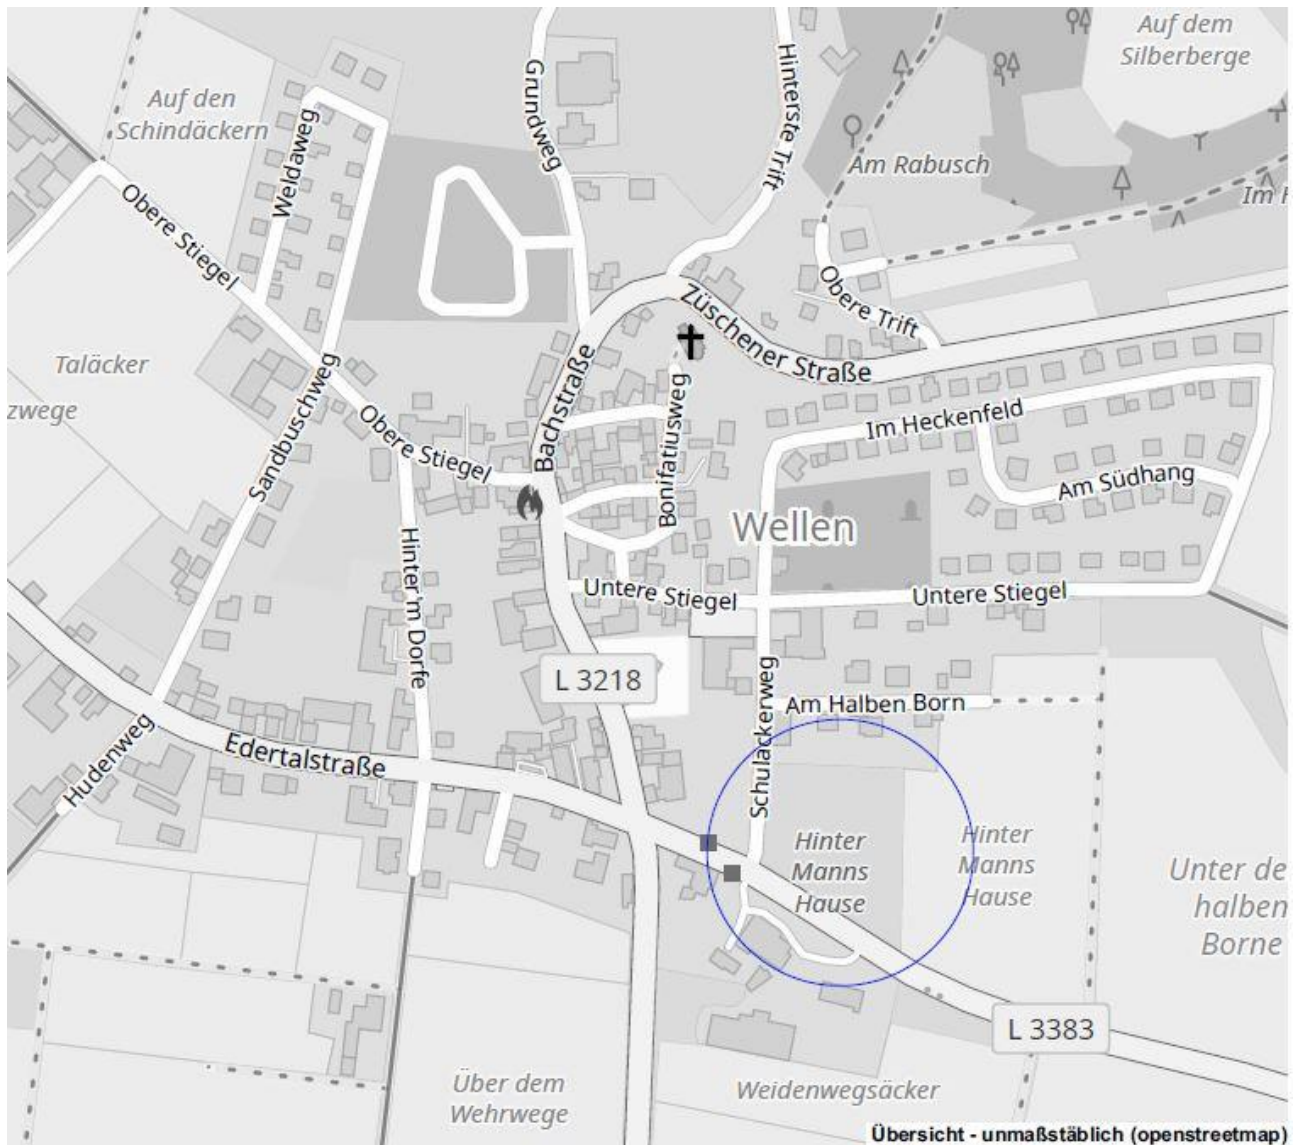 Auf dem
Silberberge
Auf den
Schindäckern
Grundweg
Hinterste Trift
Weldaweg
Am Rabusch
Obere Stiegel
Obere Trift
Züschener Straße
Taläcker
zwege
Sandbuschweg
Bachstraße
Bonifatiusweg
Obere Stiegel
Im Heckenfeld
Am Südhang
Wellen
Hinter'm Dorfe
Untere Stiegel
Untere Stiegel
L 3218
Schulackerweg
Am Halben Born
Hudenweg
Edertalstraße
Hinter
Manns
Hause
Hinter
Manns
Hause
Unter de
halben
Borne
L 3383
Über dem
Wehrwege
Weidenwegsäcker
Übersicht - unmaßstäblich (openstreetmap)